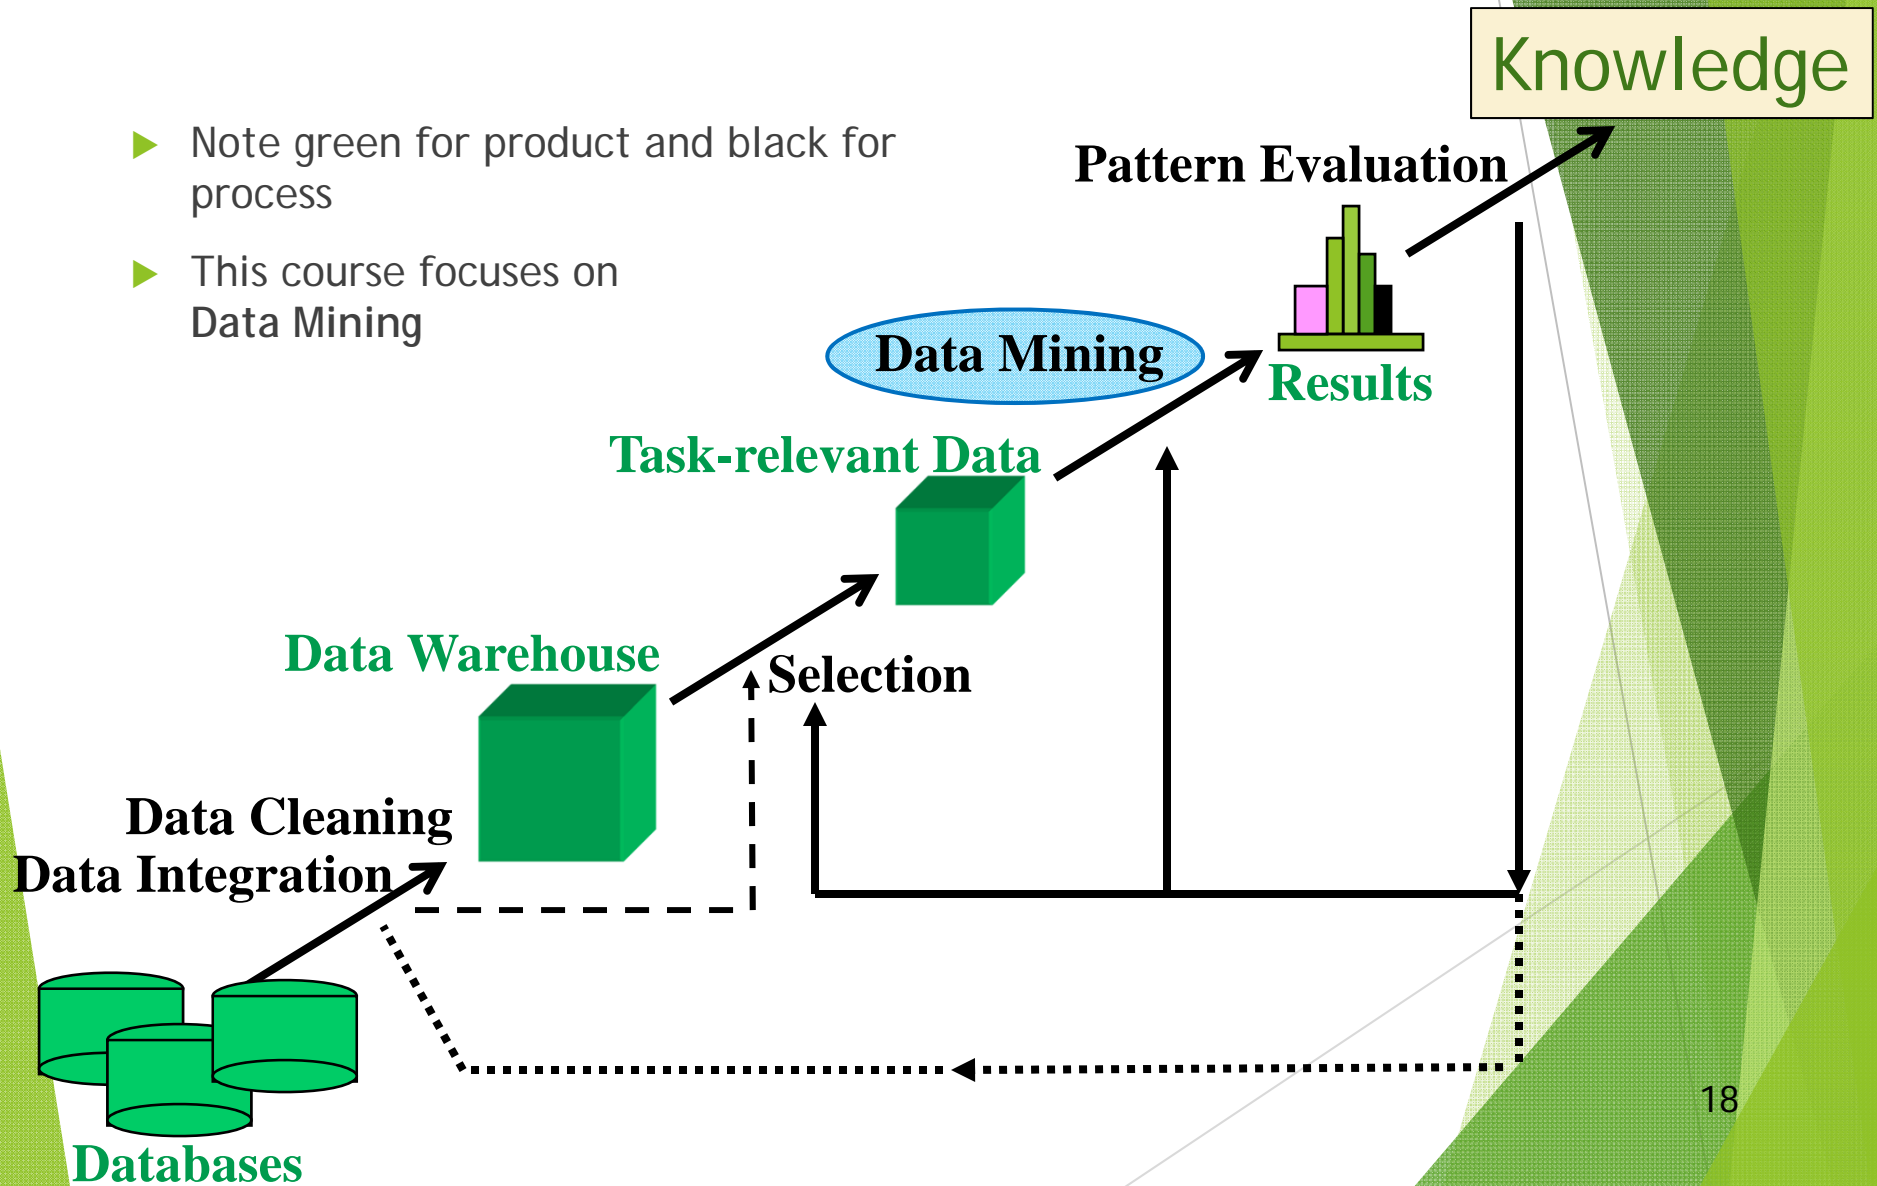 Knowledge
Note green for product and black for
process
This course focuses on
Data Mining
Pattern Evaluation
Data Mining
Results
Task-relevant Data
Data Warehouse
Selection
Data Cleaning
Data Integration
Databases
18